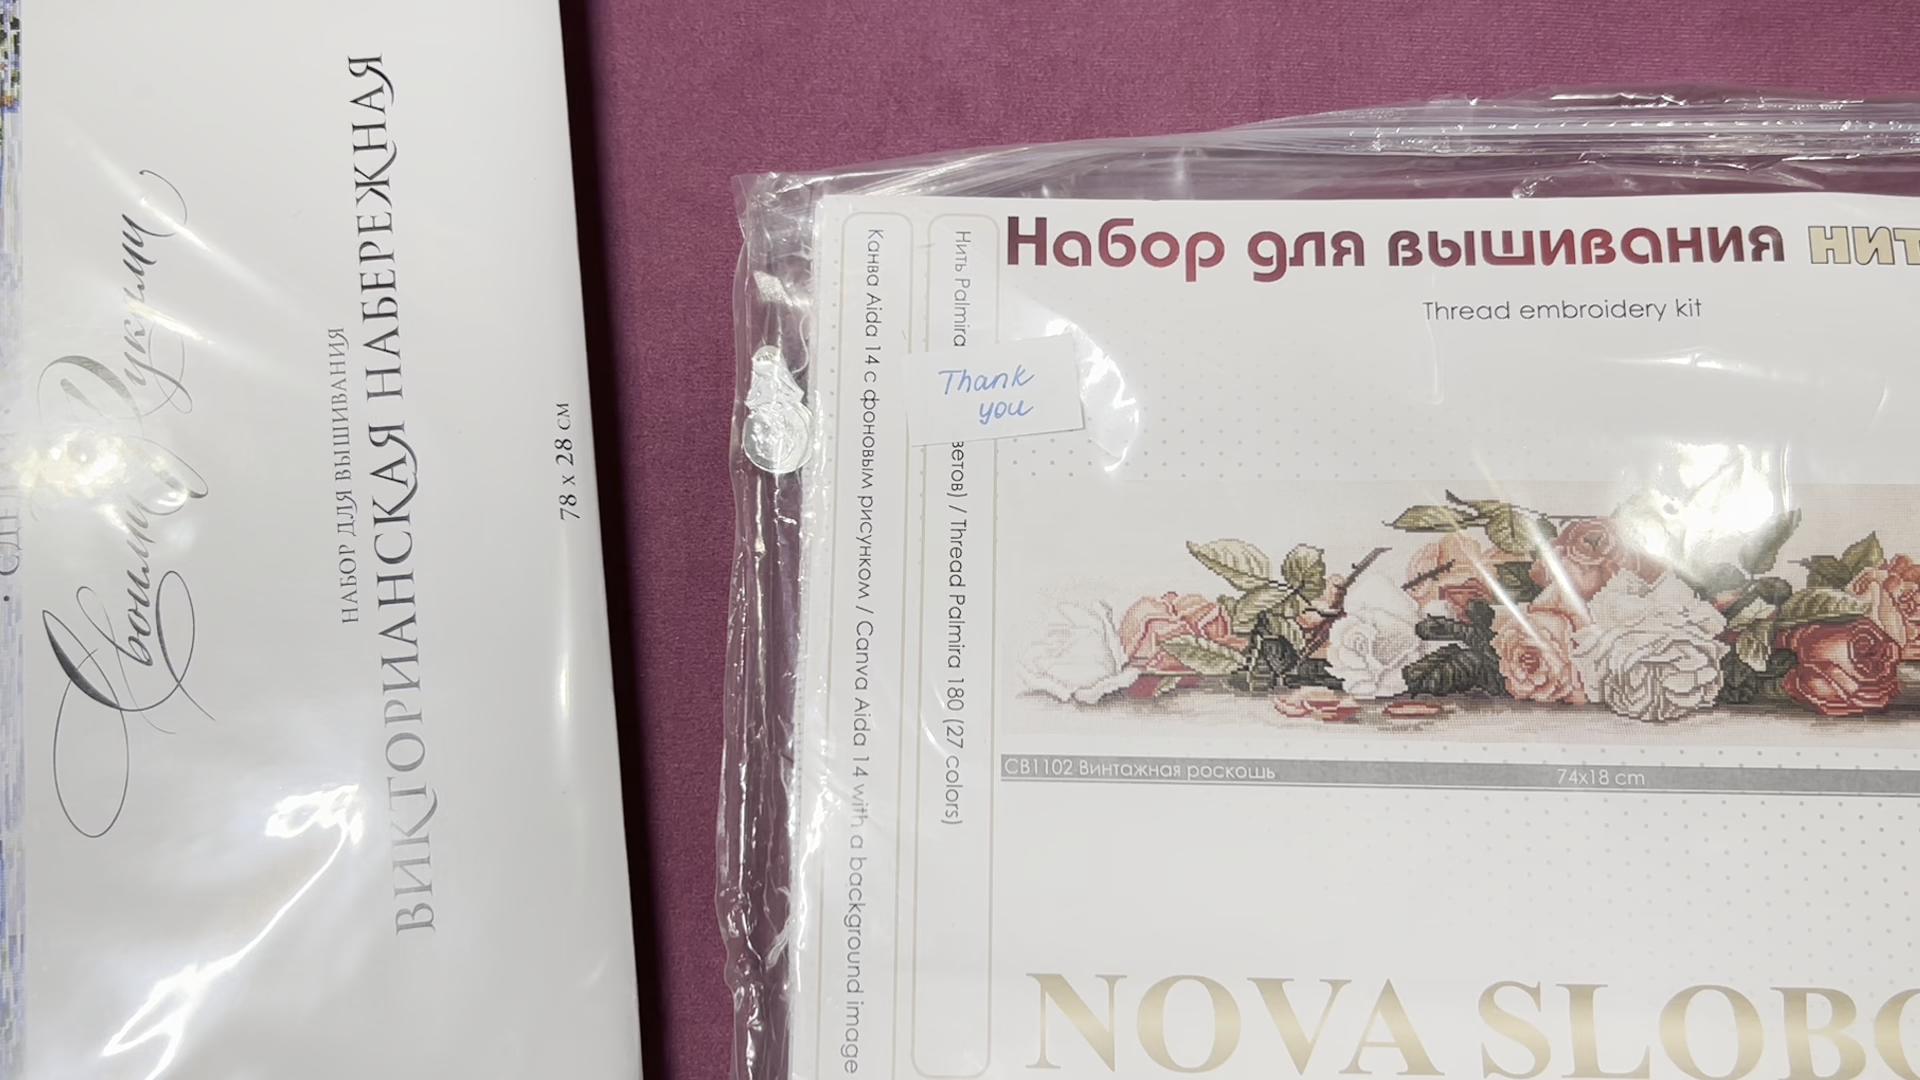 Своими Руками
НАБОР ДЛЯ ВЫШИВАНИЯ
ВИКТОРИАНСКАЯ НАБЕРЕЖНАЯ
78 x 28 см
Набор для вышивания нит
Thread embroidery kit
Канва Aida 14 с фоновым рисунком / Canva Aida 14 with a background image
Нить Palmira
ветов) / Thread Palmira 180 (27 colors)
Thank
you
СВ1102 Винтажная роскошь
74x18 cm
NOVA SLOBO